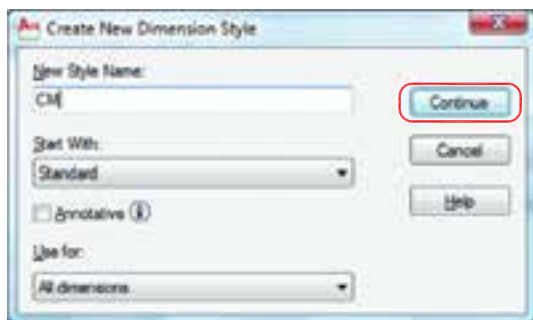 Create New Dimension Style
New Style Name:
CM
Continue
Start With:
Standard
Cancel
Annotative
Help
Use for:
All dimensions